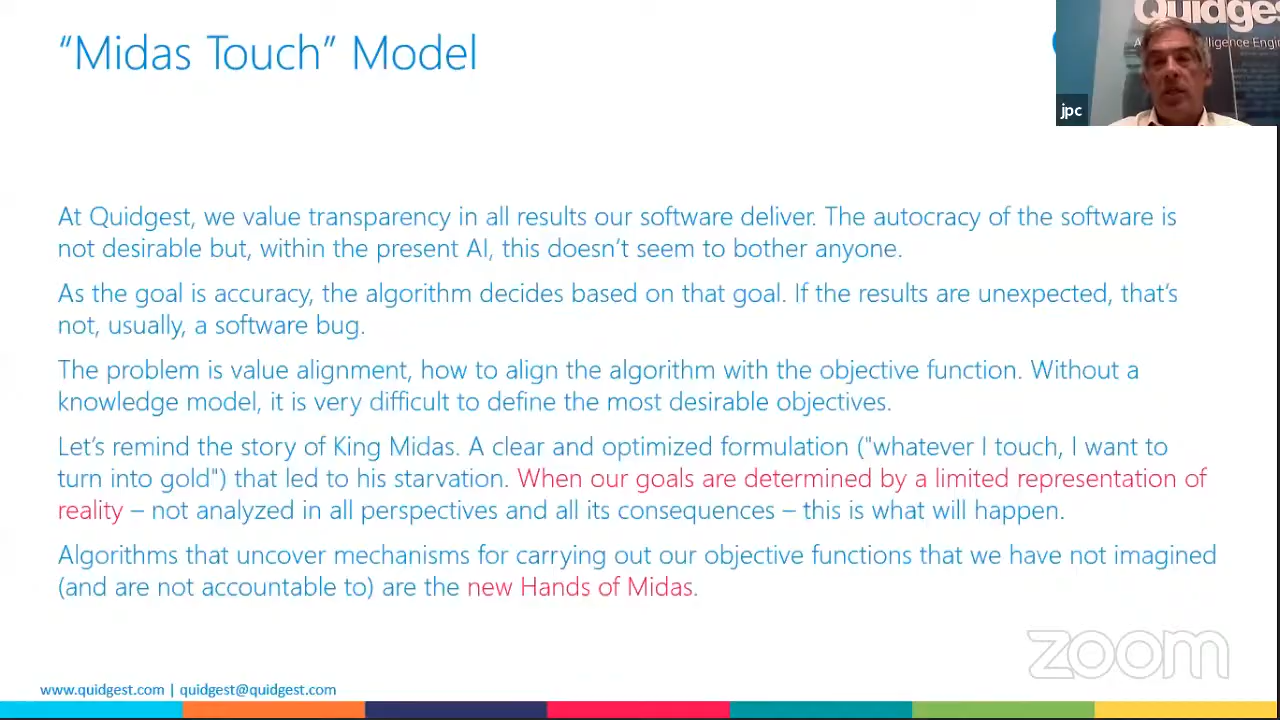 “Midas Touch” Model
Quidges
jpc
At Quidgest, we value transparency in all results our software deliver. The autocracy of the software is
not desirable but, within the present AI, this doesn’t seem to bother anyone.
As the goal is accuracy, the algorithm decides based on that goal. If the results are unexpected, that’s
not, usually, a software bug.
The problem is value alignment, how to align the algorithm with the objective function. Without a
knowledge model, it is very difficult to define the most desirable objectives.
Let’s remind the story of King Midas. A clear and optimized formulation ("whatever I touch, I want to
turn into gold") that led to his starvation. When our goals are determined by a limited representation of
reality – not analyzed in all perspectives and all its consequences – this is what will happen.
Algorithms that uncover mechanisms for carrying out our objective functions that we have not imagined
(and are not accountable to) are the new Hands of Midas.
zoom
www.quidgest.com | quidgest@quidgest.com